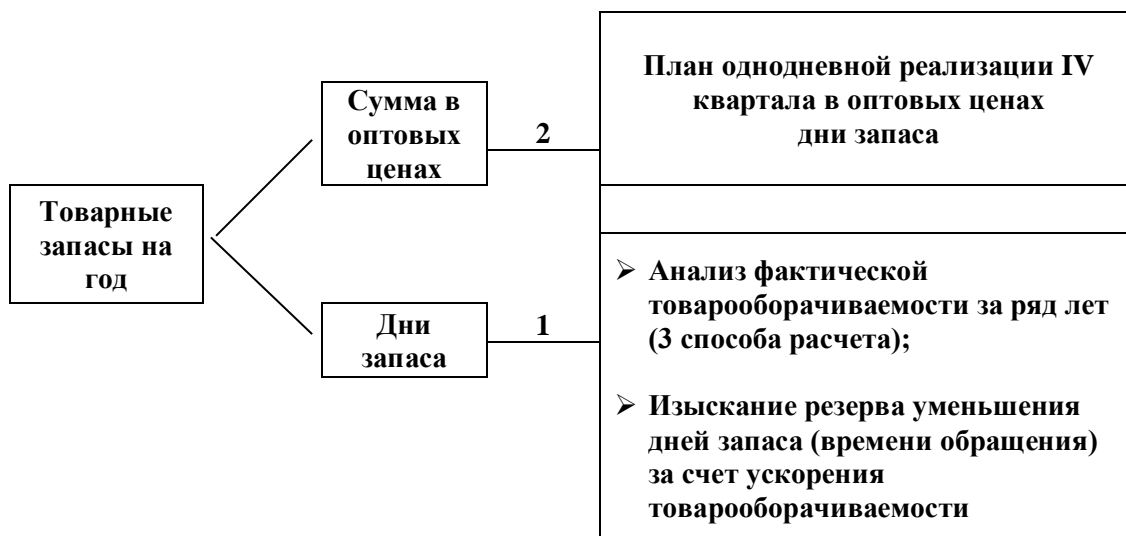 Товарные
запасы на
год
Сумма в
оптовых
ценах
2
План однодневной реализации IV
квартала в оптовых ценах
дни запаса
Дни
запаса
1
➢ Анализ фактической
товарооборачиваемости за ряд лет
(3 способа расчета);
➢ Изыскание резерва уменьшения
дней запаса (времени обращения)
за счет ускорения
товарооборачиваемости